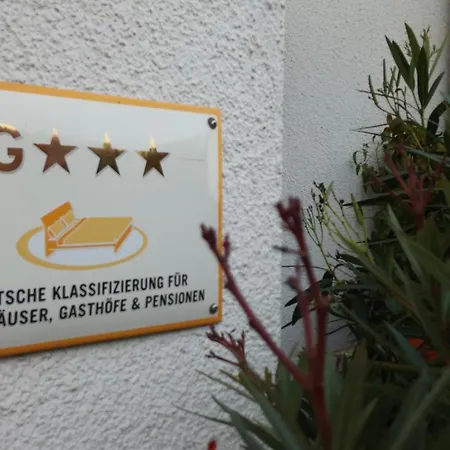 G★★★
TSCHE KLASSIFIZIERUNG FÜR
ÄUSER, GASTHÖFE & PENSIONEN